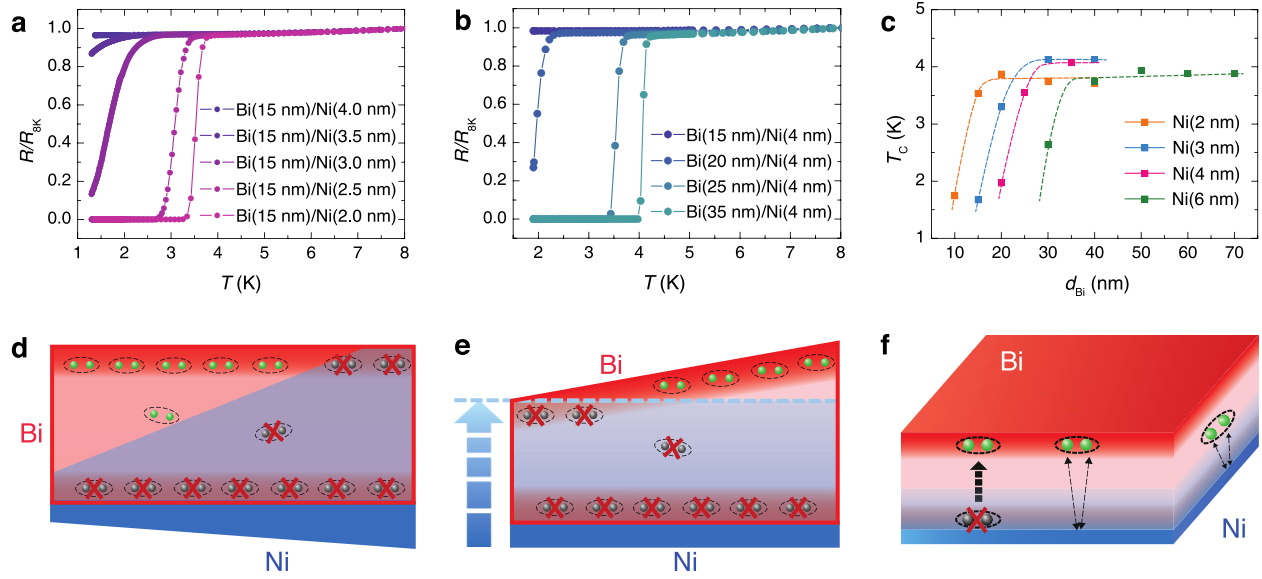 a
R/R8K
1.0
0.8
0.6
0.4
0.2
0.0
Bi(15 nm)/Ni(4.0 nm)
Bi(15 nm)/Ni(3.5 nm)
Bi(15 nm)/Ni(3.0 nm)
Bi(15 nm)/Ni(2.5 nm)
Bi(15 nm)/Ni(2.0 nm)
1 2 3 4 5 6 7 8
T (K)
b
R/R8K
1.0
0.8
0.6
0.4
0.2
0.0
Bi(15 nm)/Ni(4 nm)
Bi(20 nm)/Ni(4 nm)
Bi(25 nm)/Ni(4 nm)
Bi(35 nm)/Ni(4 nm)
2 3 4 5 6 7 8
T (K)
c
TC (K)
5
4
3
2
1
Ni(2 nm)
Ni(3 nm)
Ni(4 nm)
Ni(6 nm)
10 20 30 40 50 60 70
dBi (nm)
d
Bi
Ni
e
Bi
Ni
f
Bi
Ni